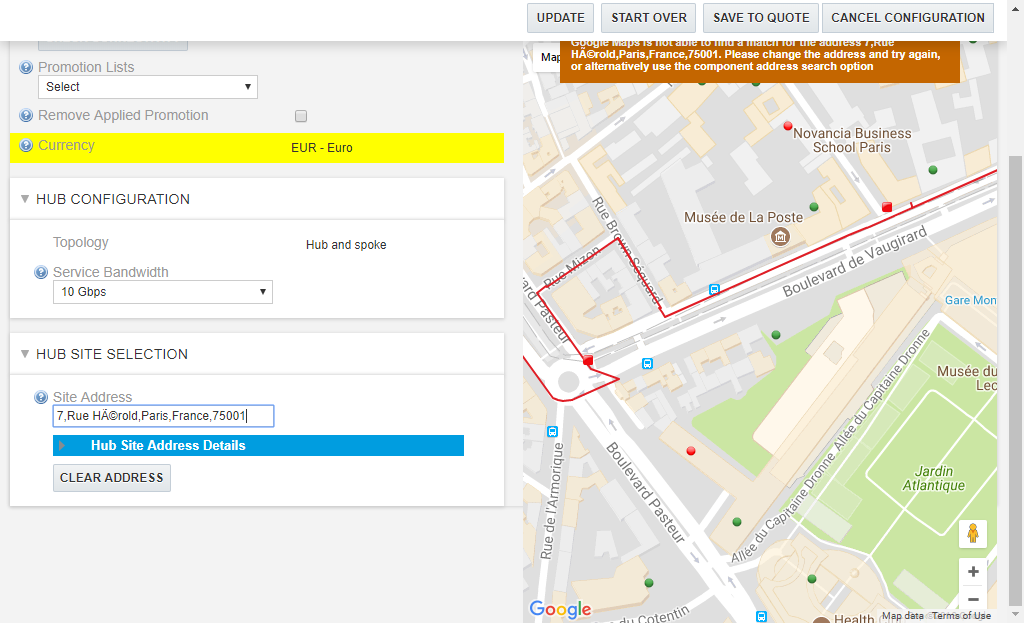 UPDATE
START OVER
SAVE TO QUOTE
CANCEL CONFIGURATION
Promotion Lists
Select
Remove Applied Promotion
Currency
EUR - Euro
HUB CONFIGURATION
Topology
Hub and spoke
Service Bandwidth
10 Gbps
HUB SITE SELECTION
Site Address
7,Rue HÃ©rold,Paris,France,75001
Hub Site Address Details
CLEAR ADDRESS
Map
Google Maps is not able to find a match for the address 7,Rue
HÃ©rold,Paris,France,75001. Please change the address and try again,
or alternatively use the component address search option
Novancia Business
School Paris
Musée de La Poste
Rue Brown-Séquard
Rue Mizon
Boulevard de Vaugirard
vard Pasteur
Gare Mon
Musée du
Lec
Allée du Capitaine Dronne
Allée du Capitaine Dronne
Jardin
Atlantique
Boulevard Pasteur
Rue de l'Armorique
du Cotentin
Health C
Google
Map data
Terms of Use